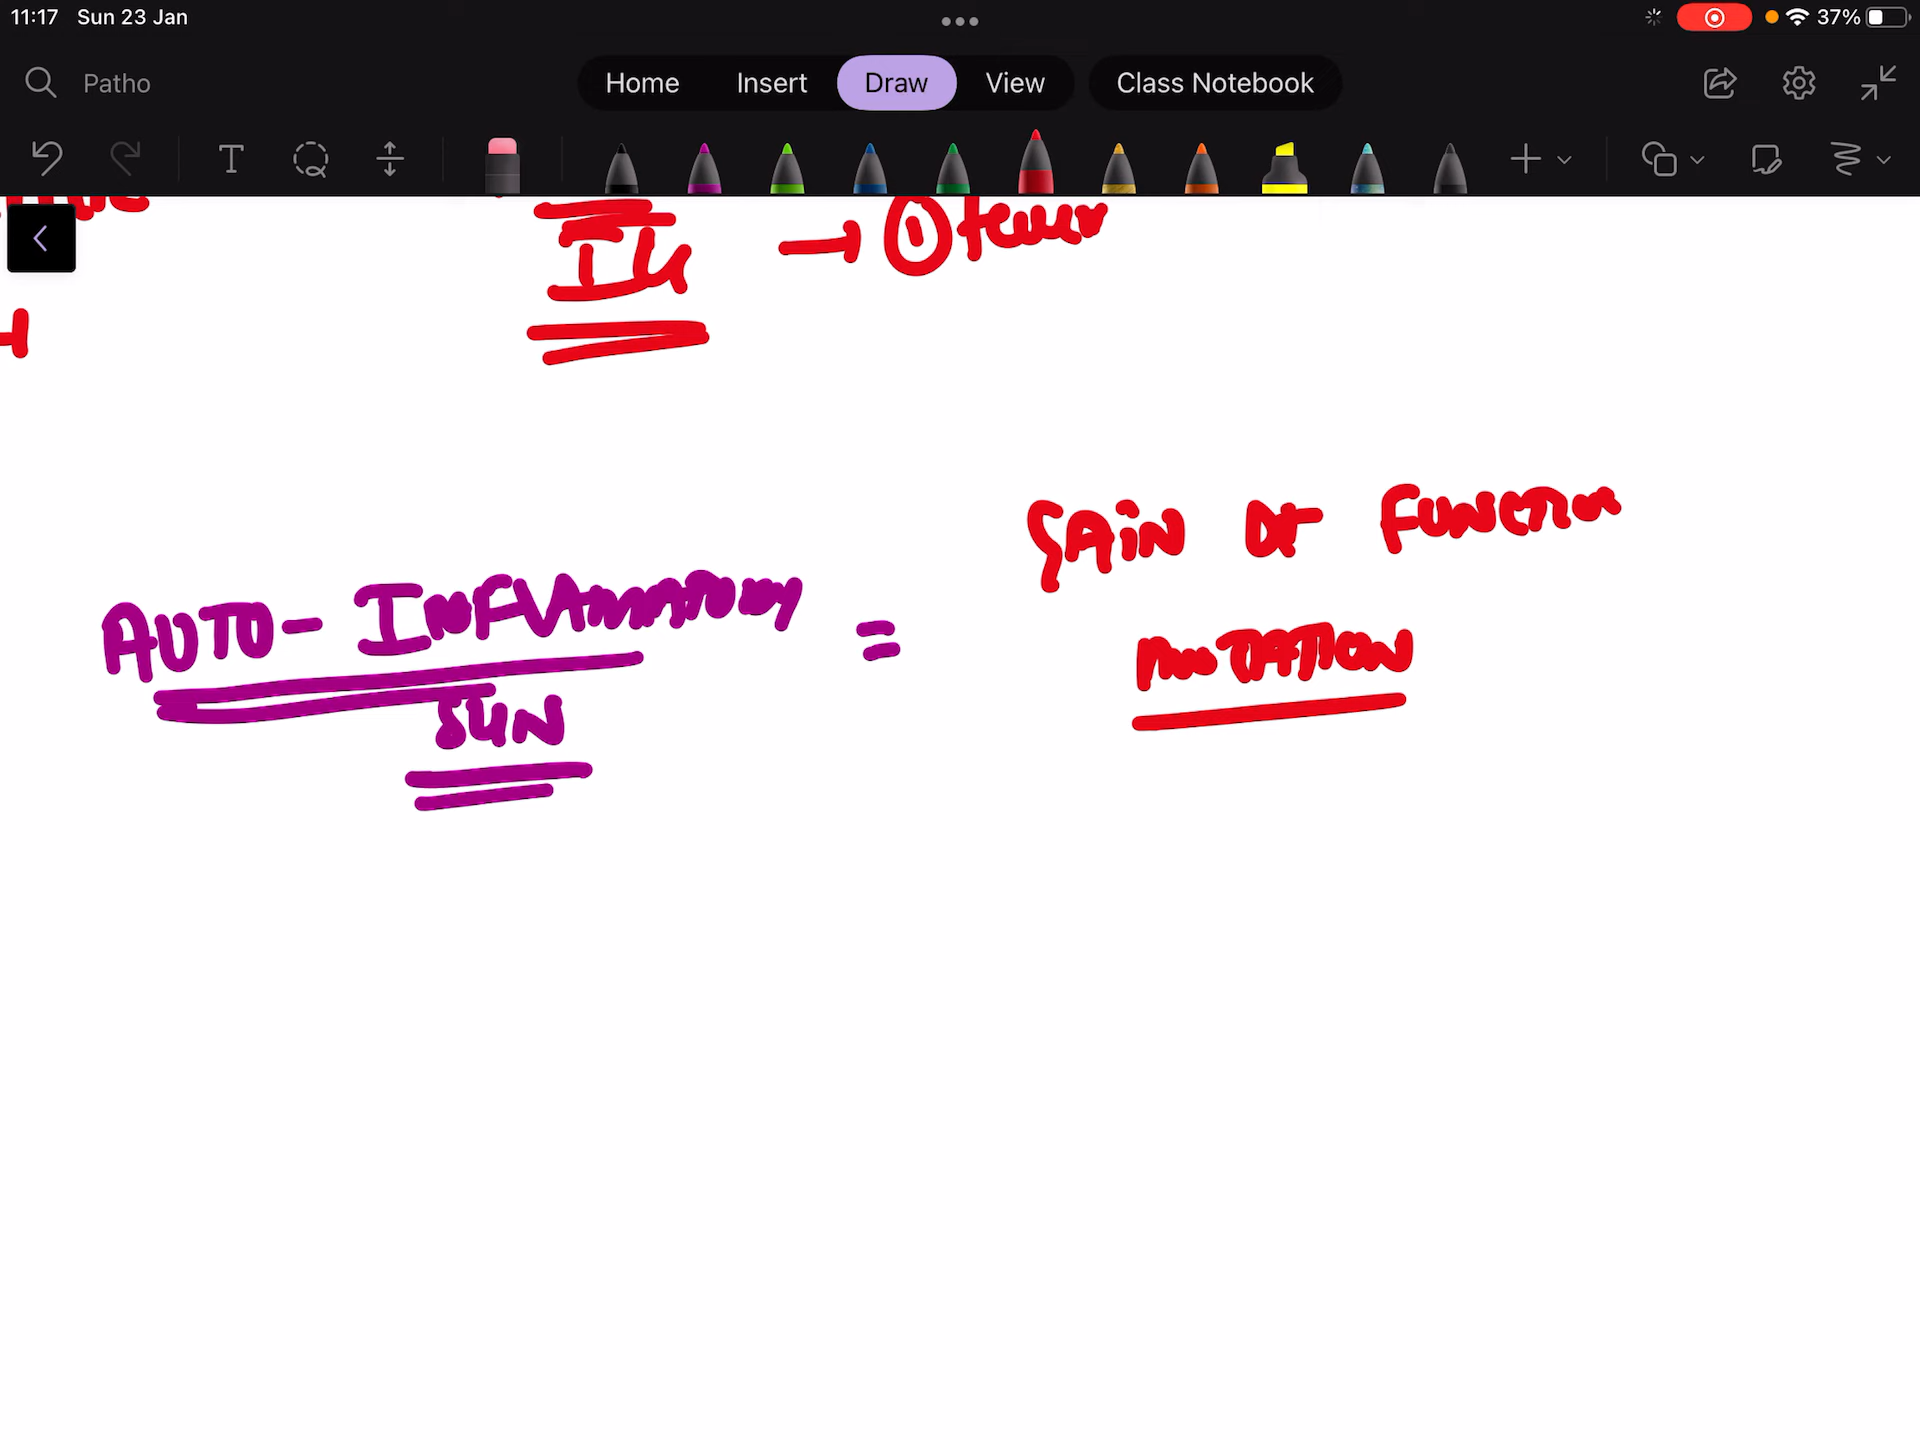 11:17 Sun 23 Jan
37%
Patho
Home Insert Draw View Class Notebook
T
→ ① fever
GAIN OF FUNCTION
AUTO-INFLAMMATORY =
MUTATION
SYN